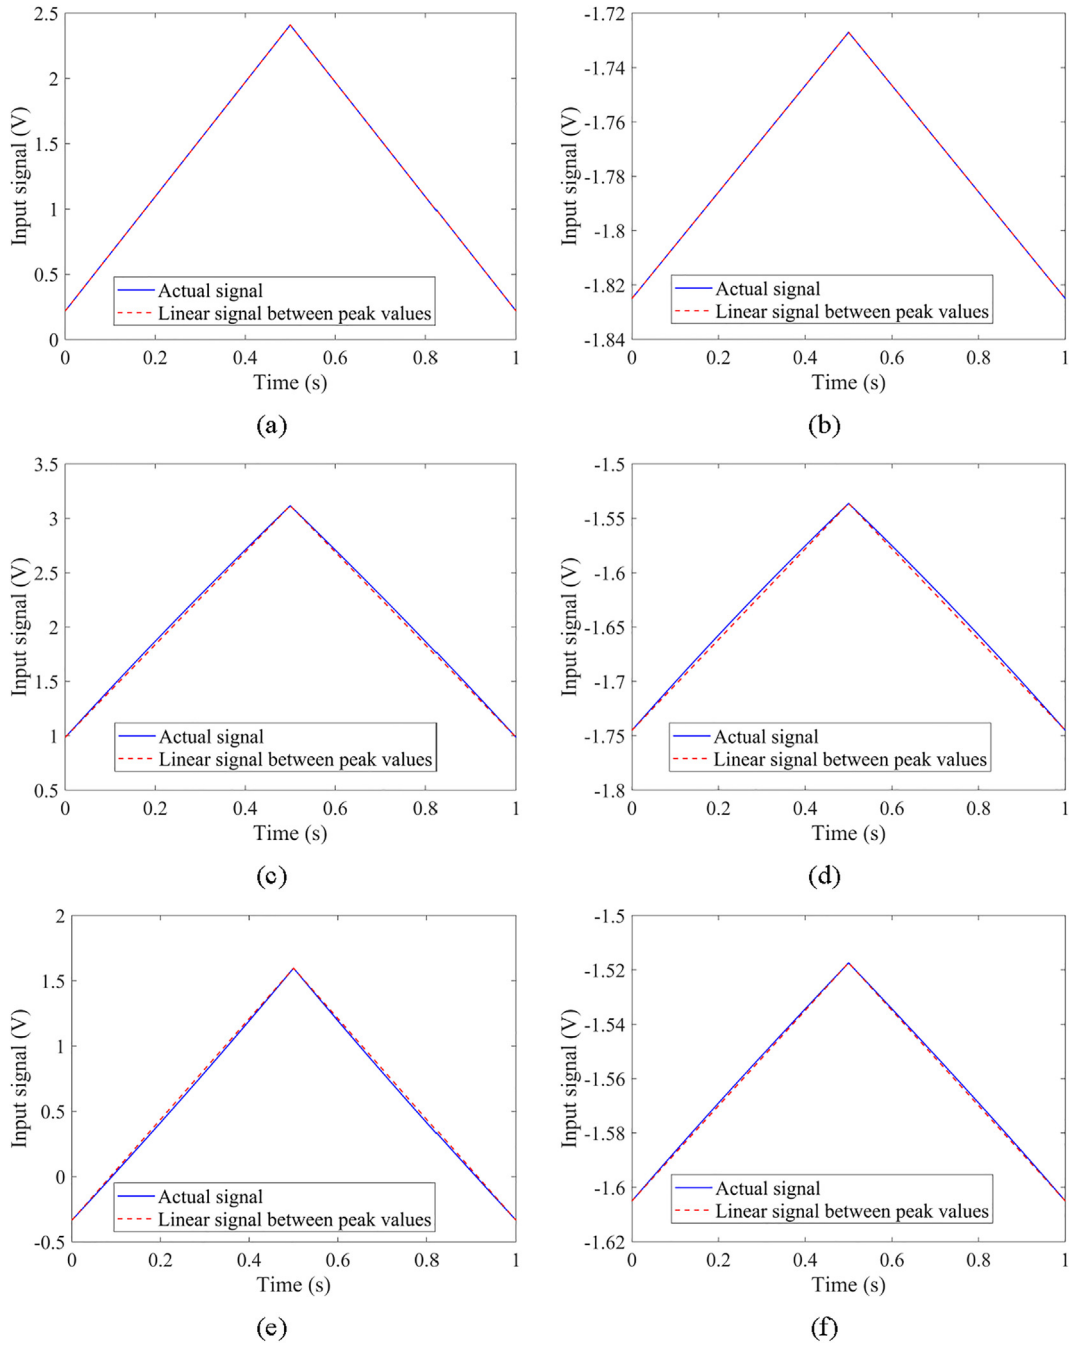 2.5
2
1.5
1
0.5
0
Input signal (V)
Actual signal
Linear signal between peak values
0 0.2 0.4 0.6 0.8 1
Time (s)
(a)
-1.72
-1.74
-1.76
-1.78
-1.8
-1.82
-1.84
Input signal (V)
Actual signal
Linear signal between peak values
0 0.2 0.4 0.6 0.8 1
Time (s)
(b)
3.5
3
2.5
2
1.5
1
0.5
Input signal (V)
Actual signal
Linear signal between peak values
0 0.2 0.4 0.6 0.8 1
Time (s)
(c)
-1.5
-1.55
-1.6
-1.65
-1.7
-1.75
-1.8
Input signal (V)
Actual signal
Linear signal between peak values
0 0.2 0.4 0.6 0.8 1
Time (s)
(d)
2
1.5
1
0.5
0
-0.5
Input signal (V)
Actual signal
Linear signal between peak values
0 0.2 0.4 0.6 0.8 1
Time (s)
(e)
-1.5
-1.52
-1.54
-1.56
-1.58
-1.6
-1.62
Input signal (V)
Actual signal
Linear signal between peak values
0 0.2 0.4 0.6 0.8 1
Time (s)
(f)